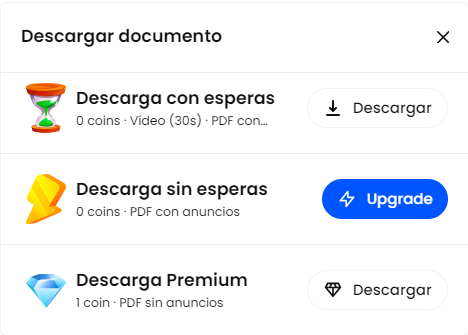 Descargar documento
Descarga con esperas
0 coins · Vídeo (30s) · PDF con...
Descargar
Descarga sin esperas
0 coins · PDF con anuncios
Upgrade
Descarga Premium
1 coin · PDF sin anuncios
Descargar